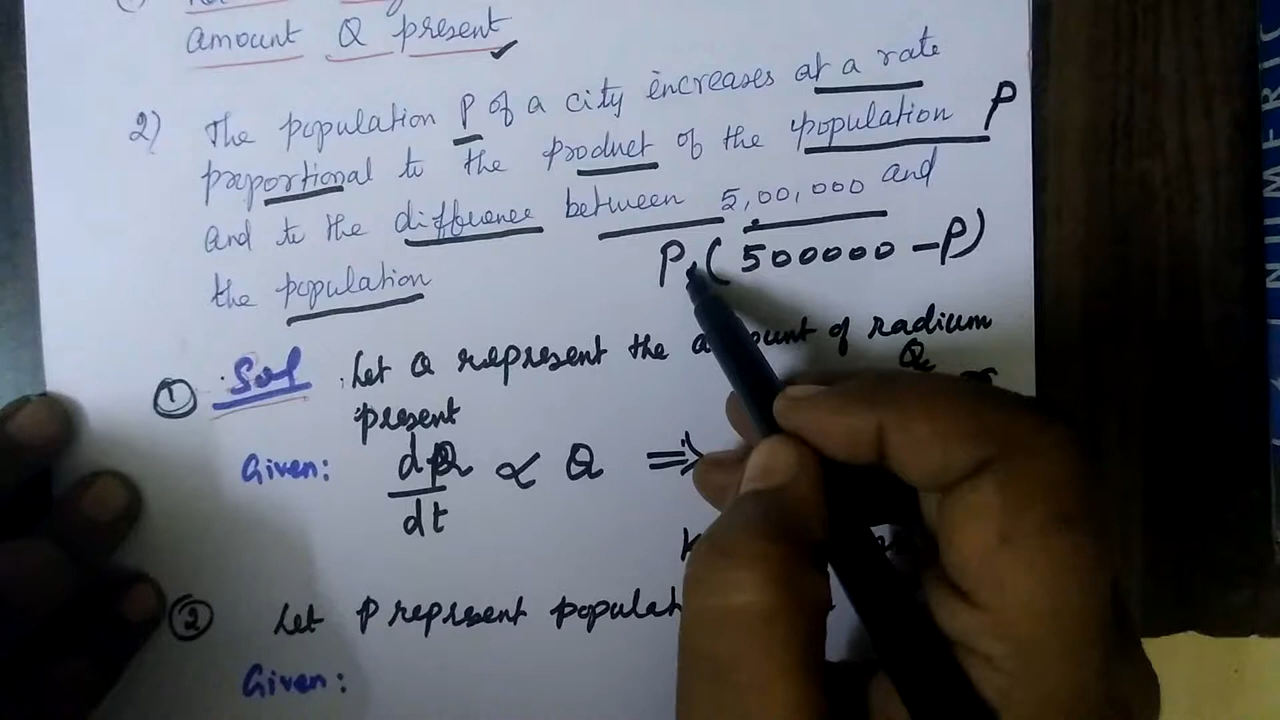 amount Q present
2) The population P of a city increases at a rate
proportional to the product of the population P
and to the difference between 5,00,000 and
the population P.(500000 - P)
① Sol Let Q represent the amount of radium
present Q
Given: dQ/dt ∝ Q ⇒
② Let P represent
Given:
NUMERIC